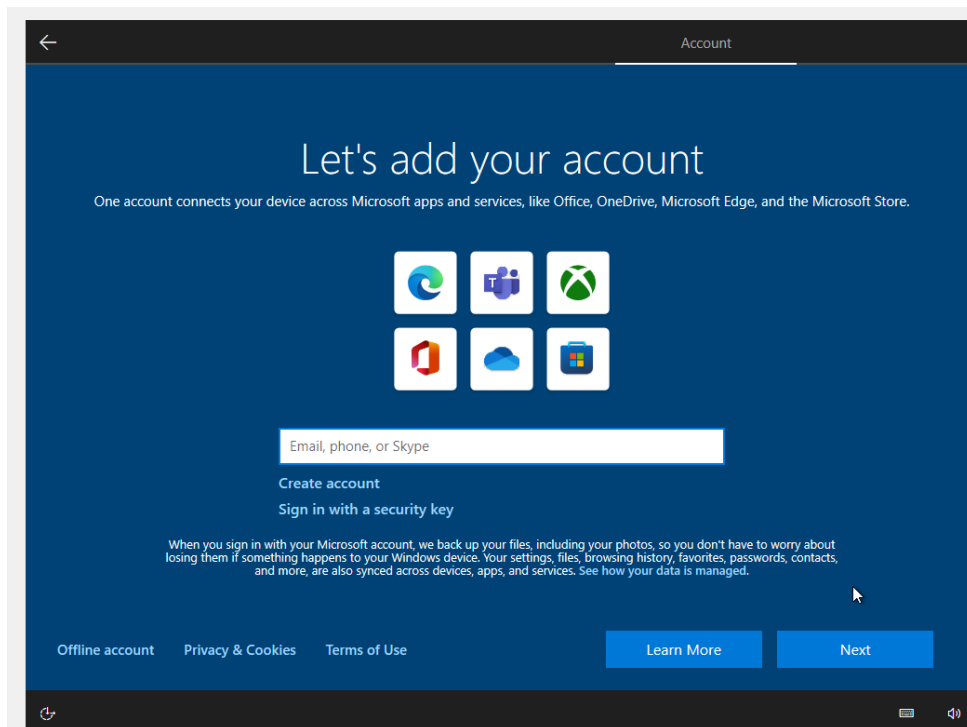 Account
Let's add your account
One account connects your device across Microsoft apps and services, like Office, OneDrive, Microsoft Edge, and the Microsoft Store.
Email, phone, or Skype
Create account
Sign in with a security key
When you sign in with your Microsoft account, we back up your files, including your photos, so you don't have to worry about
losing them if something happens to your Windows device. Your settings, files, browsing history, favorites, passwords, contacts,
and more, are also synced across devices, apps, and services. See how your data is managed.
Offline account Privacy & Cookies Terms of Use Learn More Next